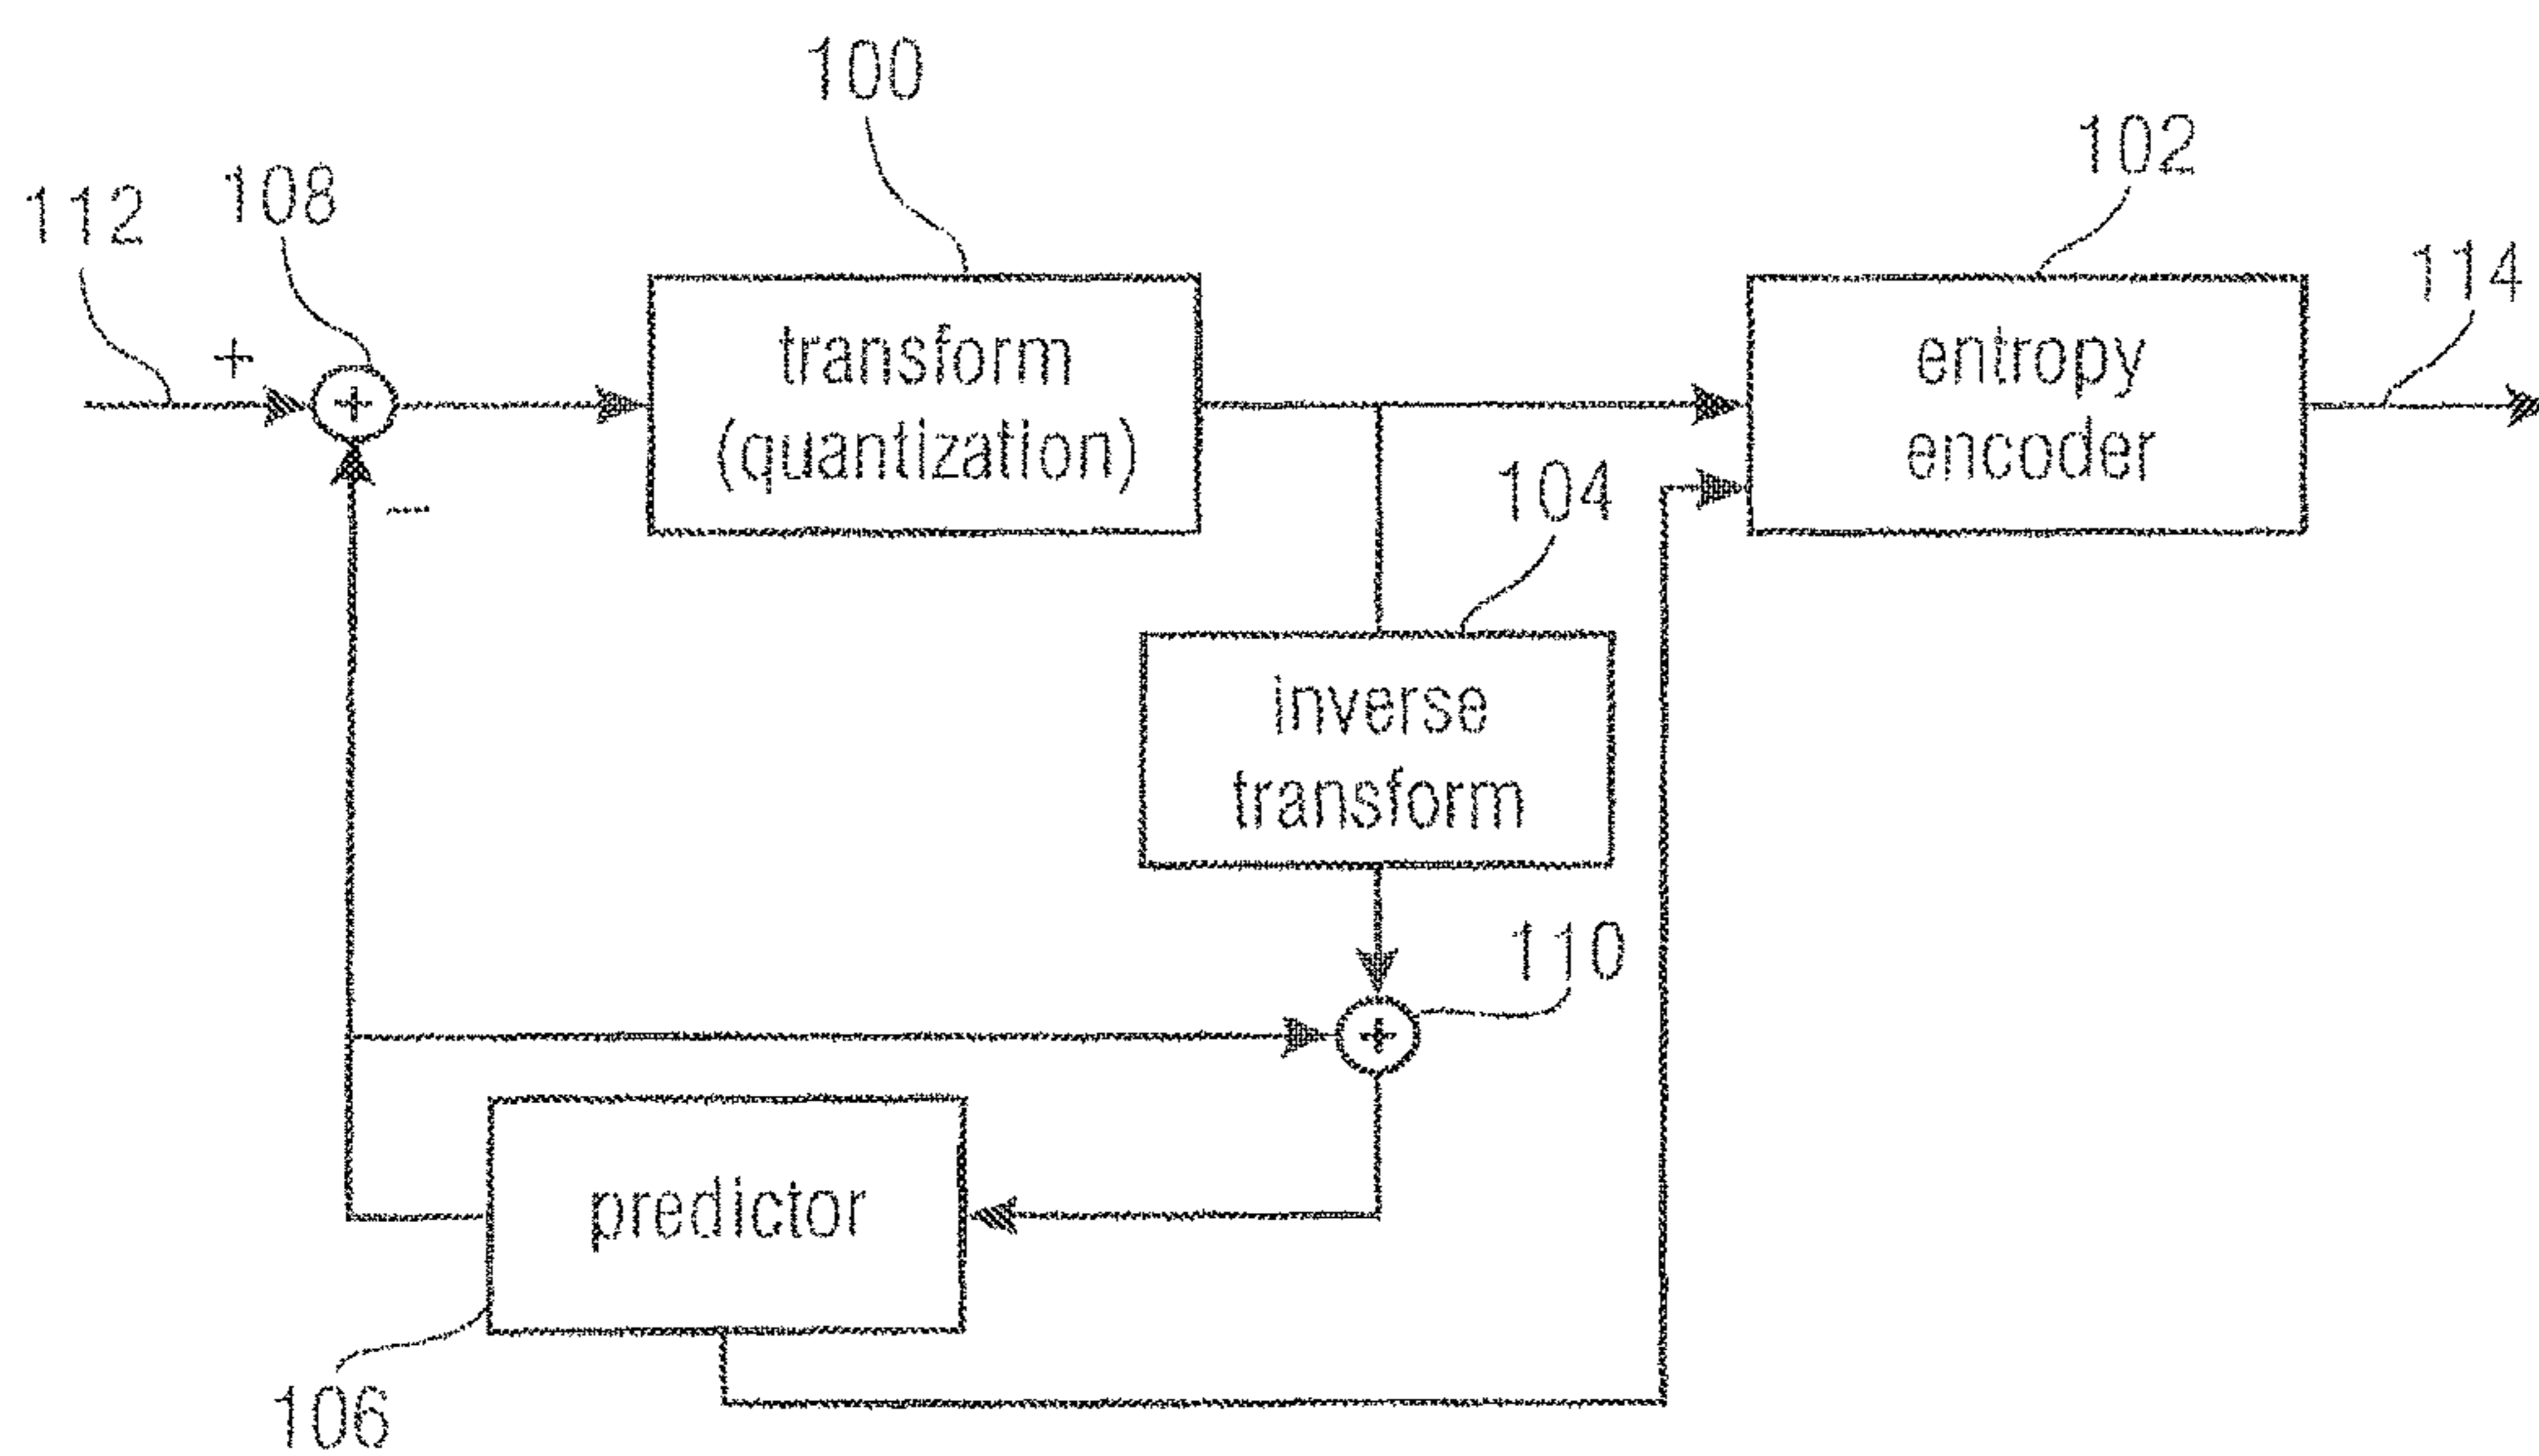 100
102
112
108
114
+
transform
(quantization)
entropy
encoder
+
−
104
inverse
transform
110
+
predictor
106